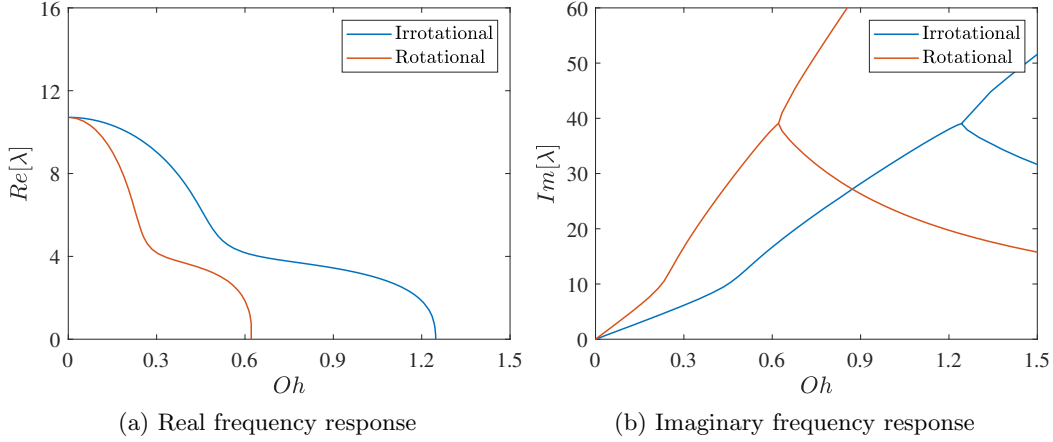 16
12
8
4
0
Re[λ]
0
0.3
0.6
0.9
1.2
1.5
Oh
Irrotational
Rotational
(a) Real frequency response
60
50
40
30
20
10
0
Im[λ]
0
0.3
0.6
0.9
1.2
1.5
Oh
Irrotational
Rotational
(b) Imaginary frequency response